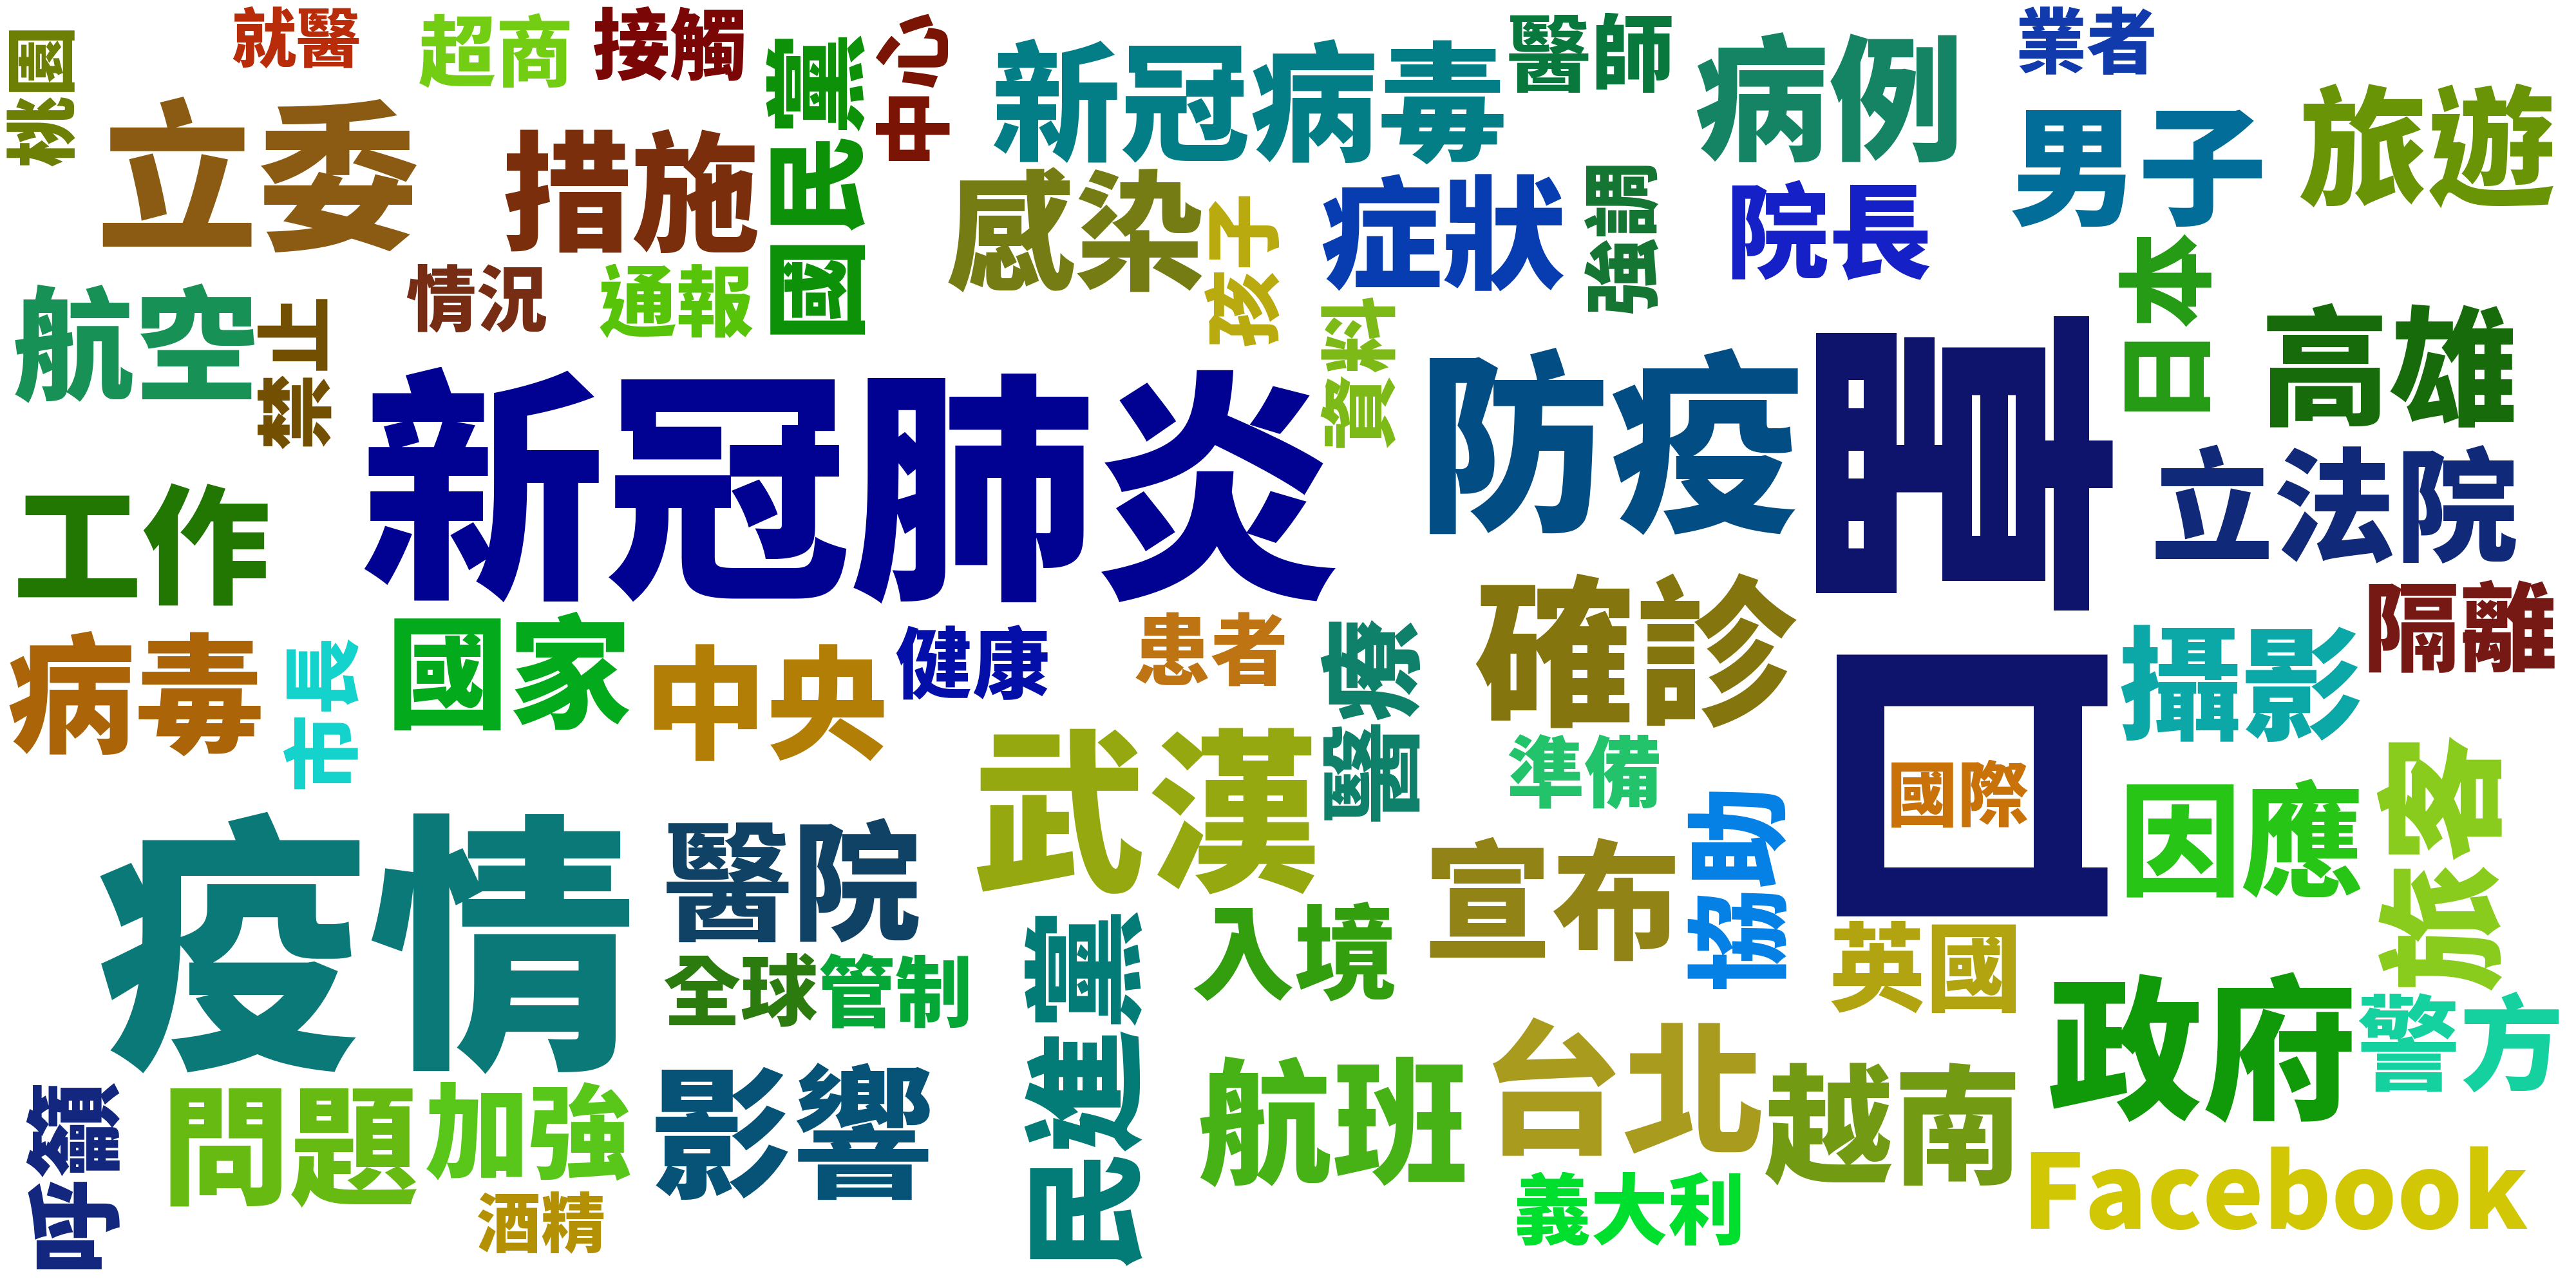 桃園
就醫
超商
接觸
國民黨
中心
新冠病毒
醫師
病例
業者
男子
旅遊
立委
措施
感染
孩子
症狀
強調
院長
日本
航空
禁止
情況
通報
資料
高雄
新冠肺炎
防疫
口罩
立法院
工作
隔離
病毒
市長
國家
中央
健康
患者
醫療
確診
攝影
武漢
準備
國際
因應
旅客
疫情
醫院
宣布
協助
全球
管制
民進黨
入境
英國
政府
警方
呼籲
問題
加強
影響
航班
台北
越南
酒精
義大利
Facebook